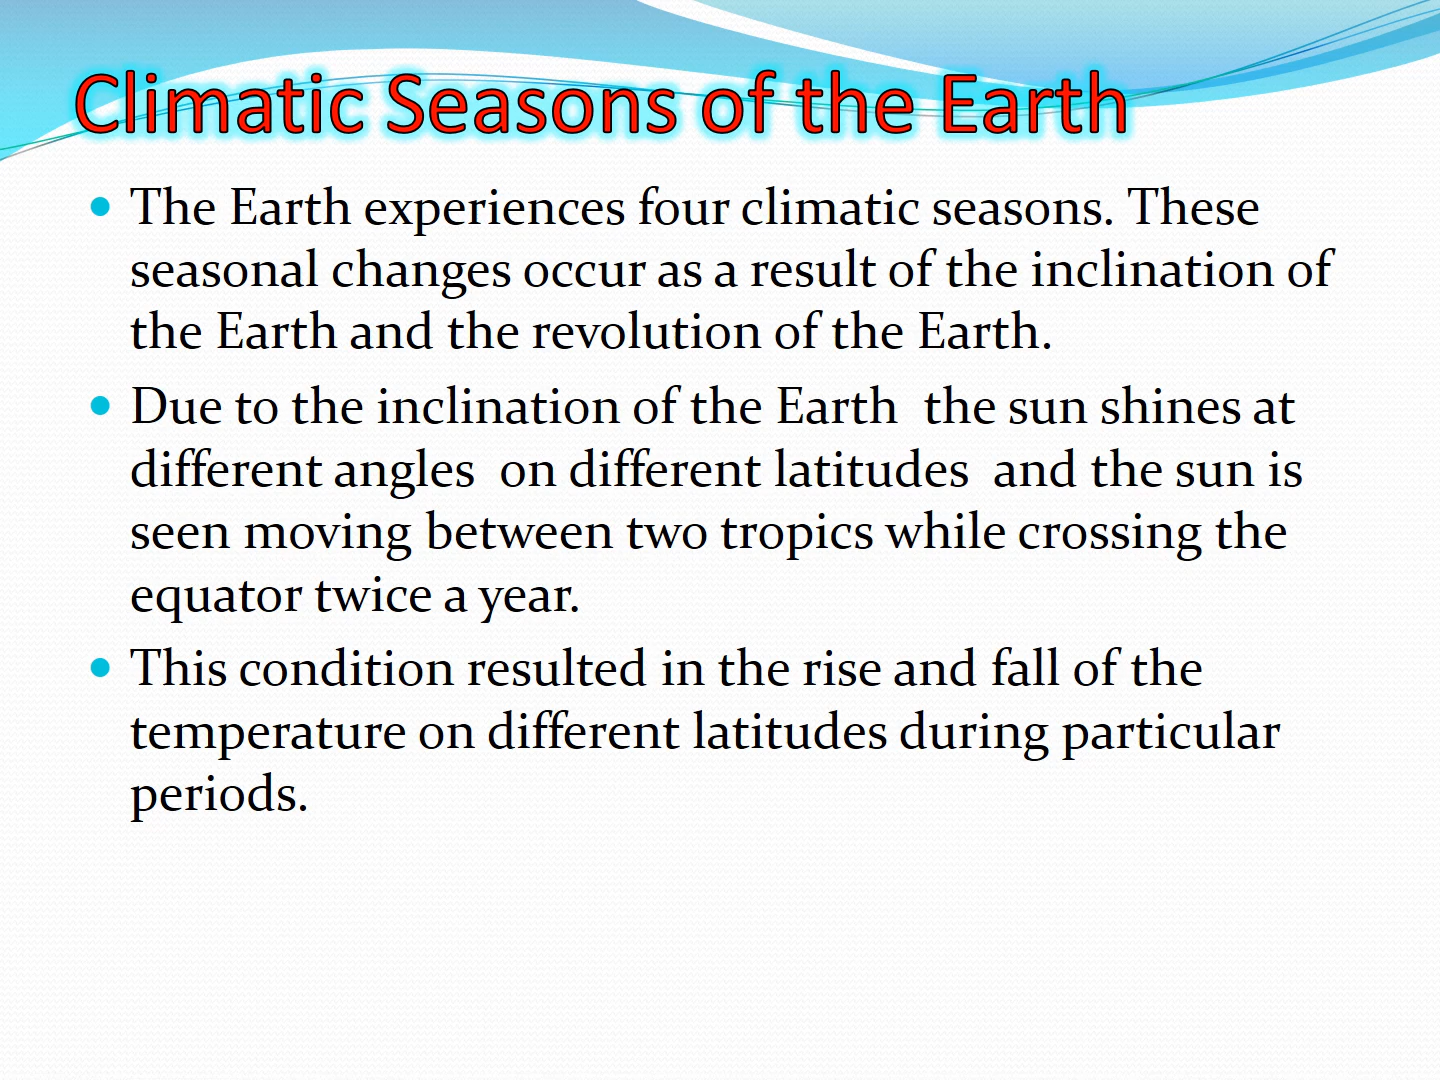 Climatic Seasons of the Earth
• The Earth experiences four climatic seasons. These
seasonal changes occur as a result of the inclination of
the Earth and the revolution of the Earth.
• Due to the inclination of the Earth  the sun shines at
different angles  on different latitudes  and the sun is
seen moving between two tropics while crossing the
equator twice a year.
• This condition resulted in the rise and fall of the
temperature on different latitudes during particular
periods.